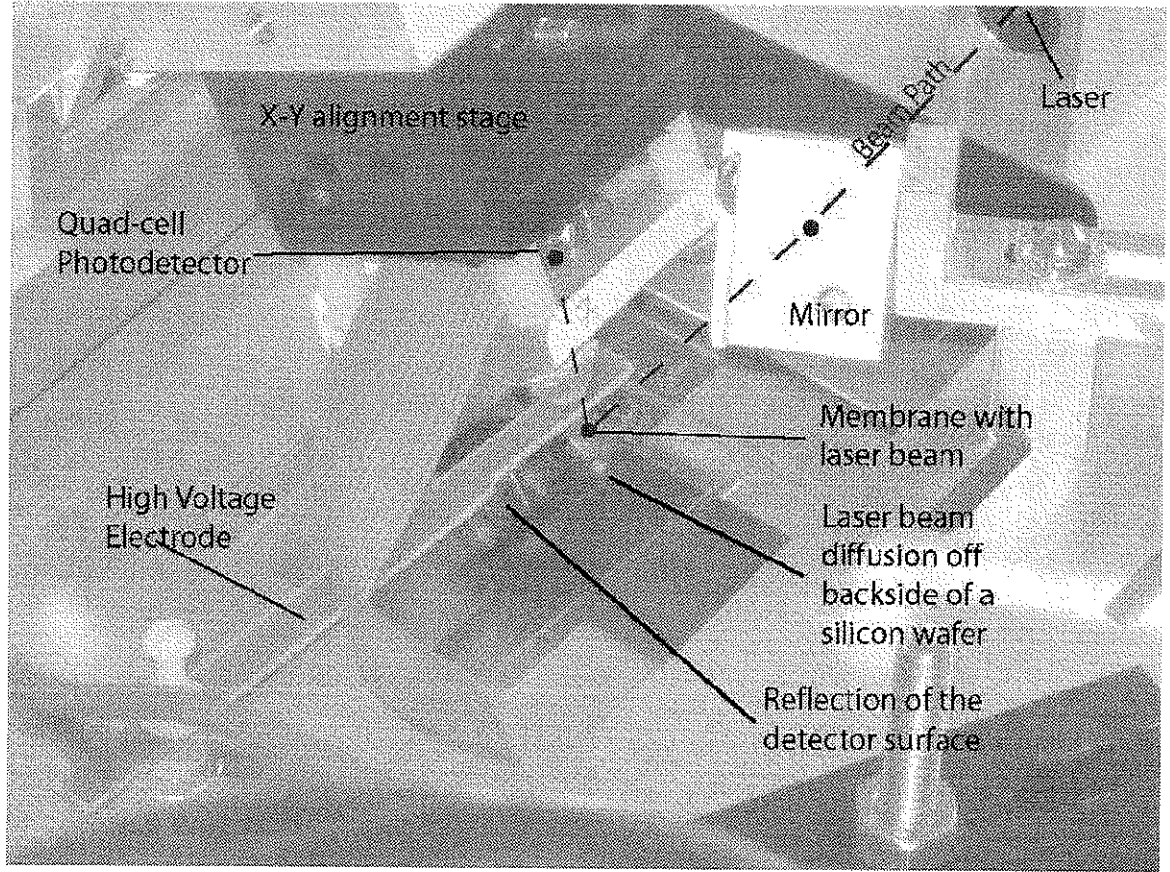 Laser
Beam Path
X-Y alignment stage
Quad-cell
Photodetector
Mirror
Membrane with
laser beam
High Voltage
Electrode
Laser beam
diffusion off
backside of a
silicon wafer
Reflection of the
detector surface